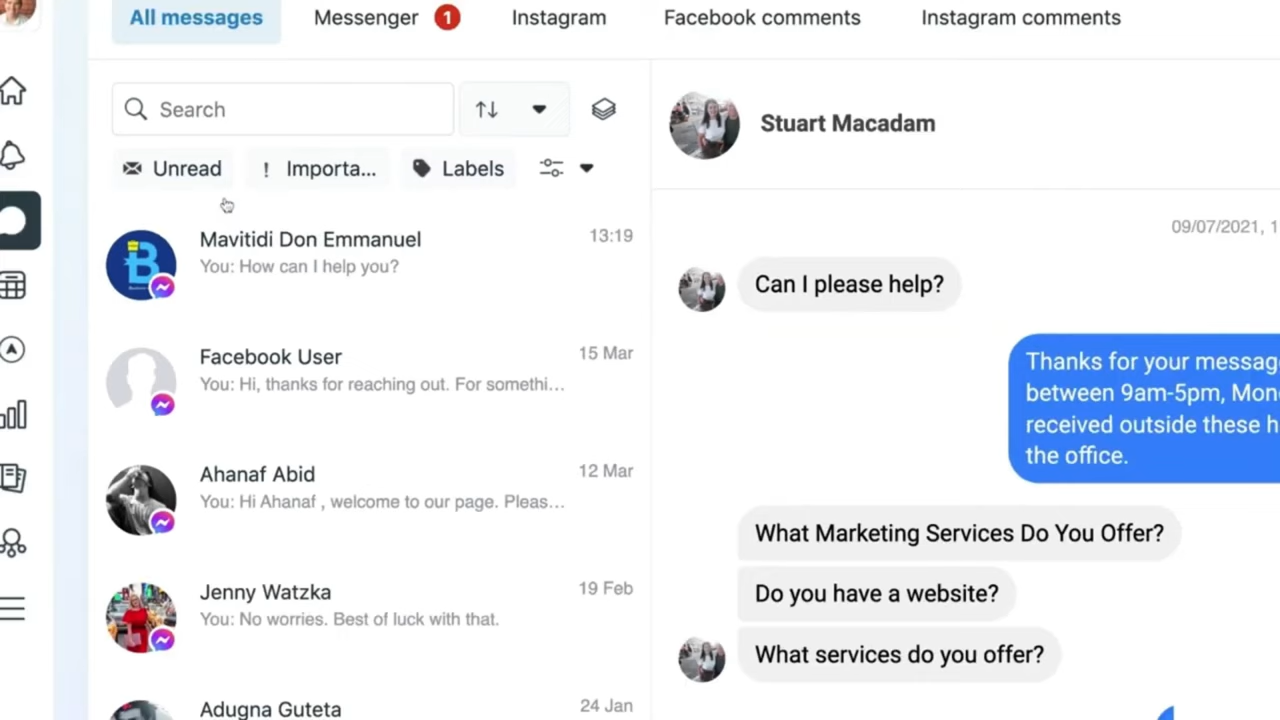 All messages
Messenger
1
Instagram
Facebook comments
Instagram comments
Search
Unread
Importa...
Labels
Mavitidi Don Emmanuel
13:19
You: How can I help you?
Facebook User
15 Mar
You: Hi, thanks for reaching out. For somethi...
Ahanaf Abid
12 Mar
You: Hi Ahanaf , welcome to our page. Pleas...
Jenny Watzka
19 Feb
You: No worries. Best of luck with that.
Adugna Guteta
24 Jan
Stuart Macadam
09/07/2021, 1
Can I please help?
Thanks for your messag
between 9am-5pm, Mon
received outside these h
the office.
What Marketing Services Do You Offer?
Do you have a website?
What services do you offer?